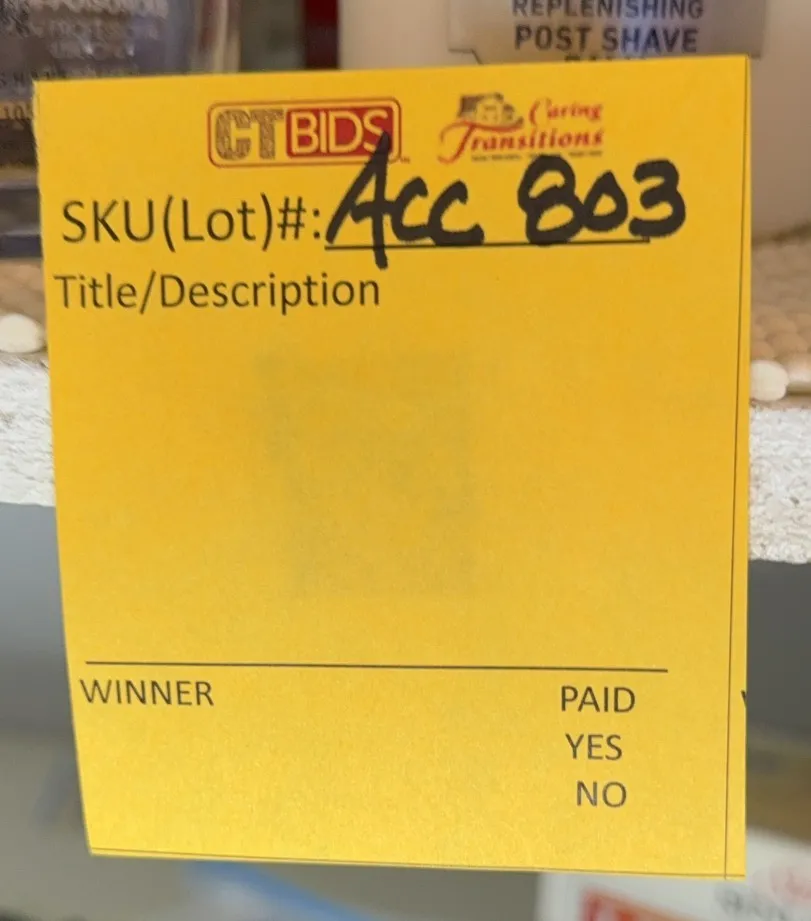 REPLENISHING
POST SHAVE
CTBIDS
Caring
Transitions
SKU(Lot)#: ACC 803
Title/Description
WINNER
PAID
YES
NO